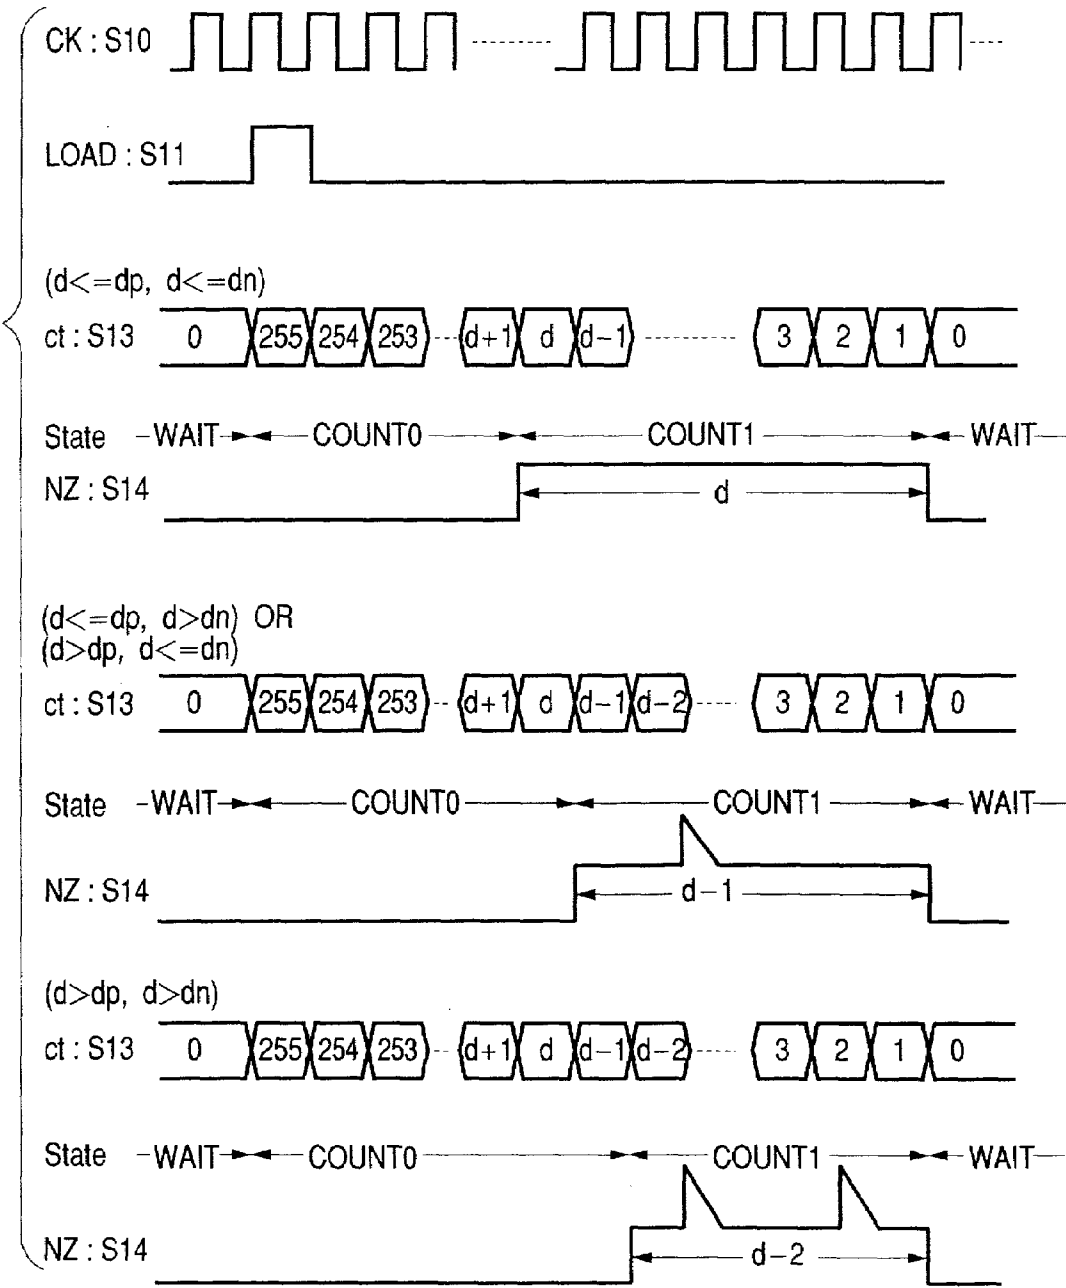 CK : S10
LOAD : S11
(d<=dp, d<=dn)
ct : S13 0 255 254 253 d+1 d d-1 3 2 1 0
State WAIT COUNT0 COUNT1 WAIT
NZ : S14 d
(d<=dp, d>dn) OR
(d>dp, d<=dn)
ct : S13 0 255 254 253 d+1 d d-1 d-2 3 2 1 0
State WAIT COUNT0 COUNT1 WAIT
NZ : S14 d-1
(d>dp, d>dn)
ct : S13 0 255 254 253 d+1 d d-1 d-2 3 2 1 0
State WAIT COUNT0 COUNT1 WAIT
NZ : S14 d-2